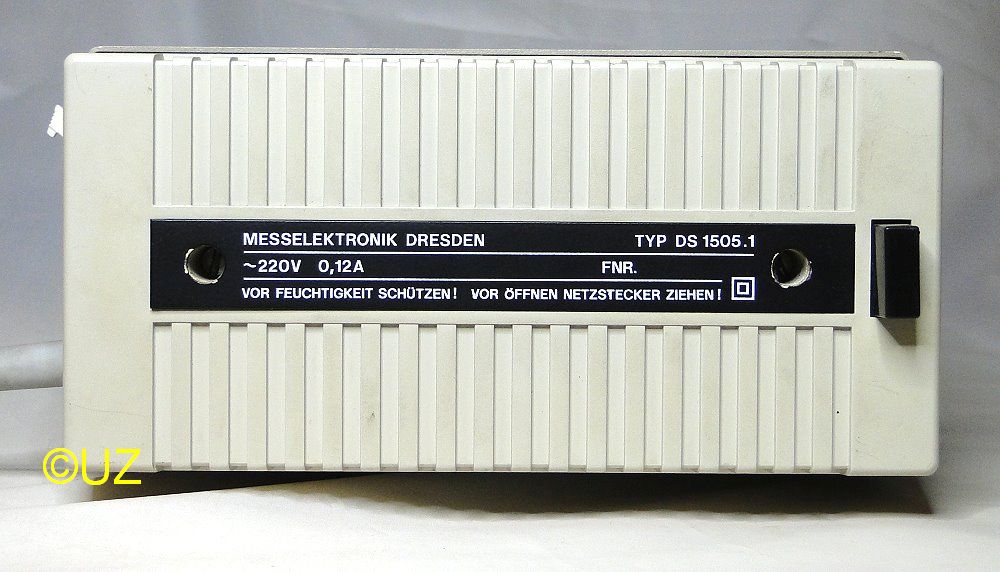 MESSELEKTRONIK DRESDEN TYP DS 1505.1
~220V 0,12A FNR.
VOR FEUCHTIGKEIT SCHÜTZEN! VOR ÖFFNEN NETZSTECKER ZIEHEN!
©UZ